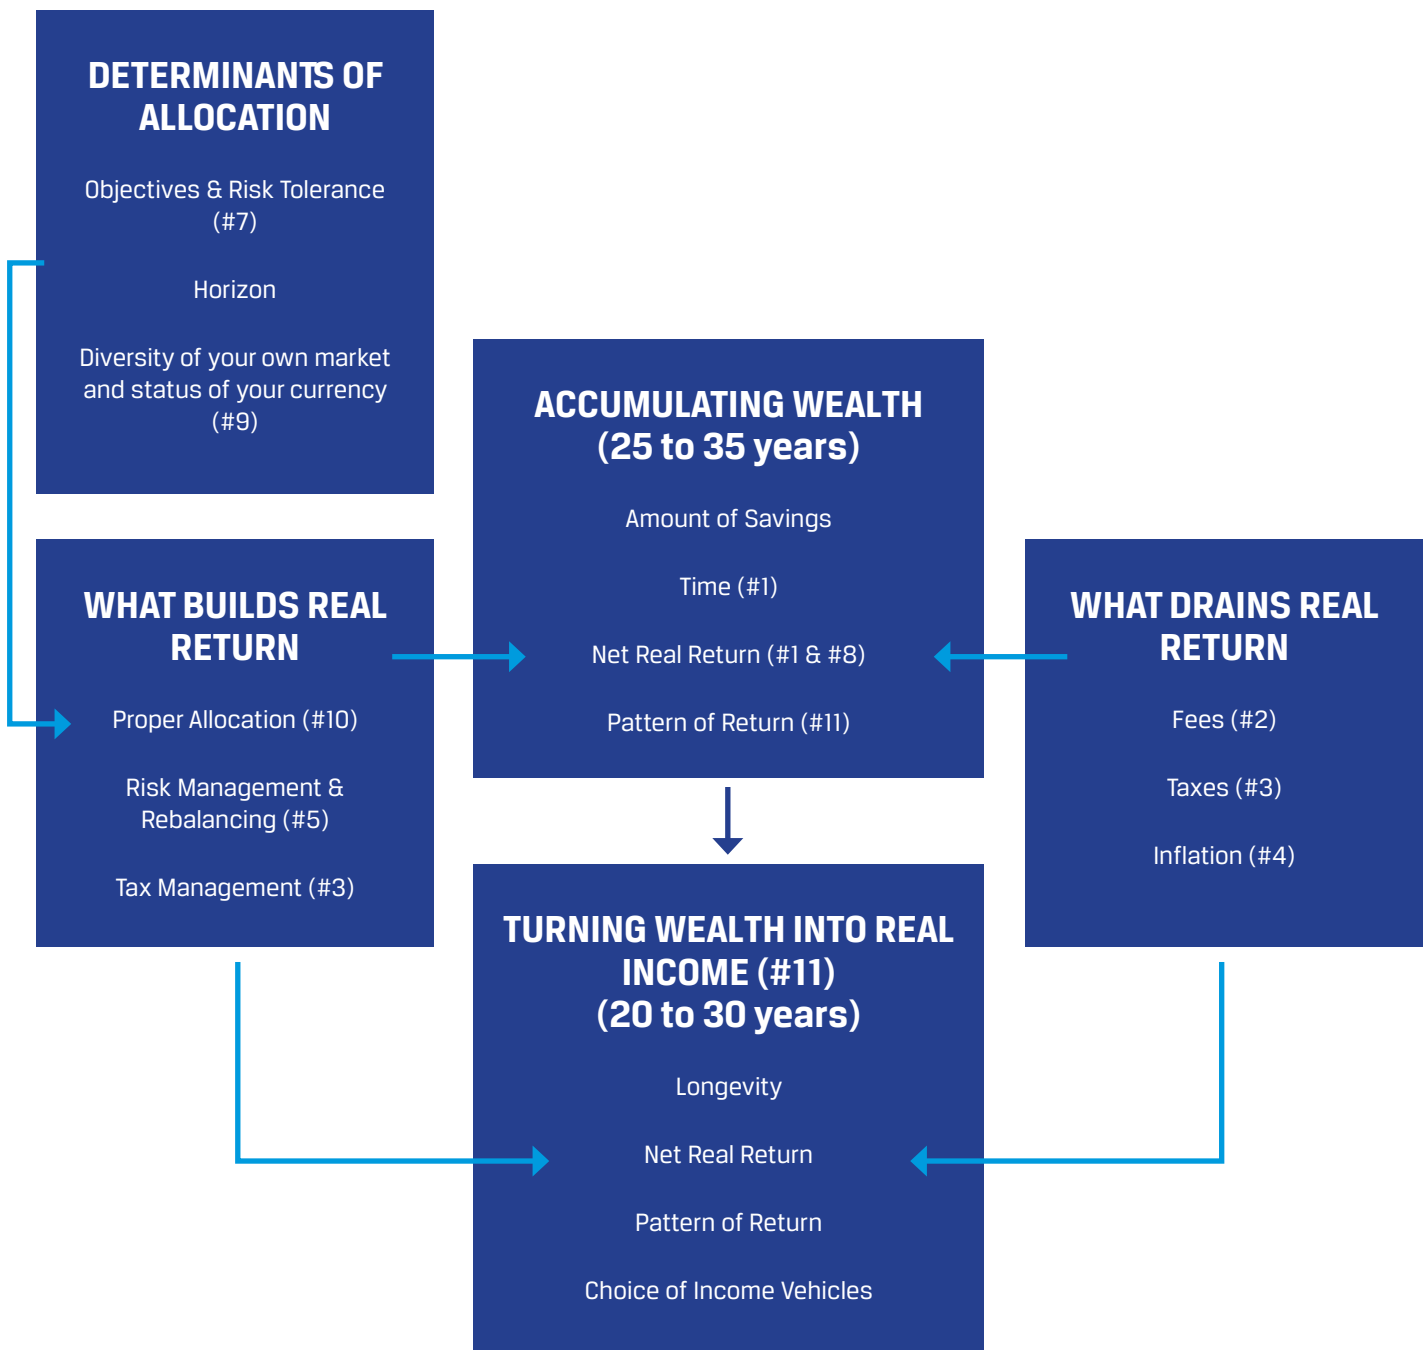 DETERMINANTS OF
ALLOCATION
Objectives & Risk Tolerance
(#7)
Horizon
Diversity of your own market
and status of your currency
(#9)
WHAT BUILDS REAL
RETURN
Proper Allocation (#10)
Risk Management &
Rebalancing (#5)
Tax Management (#3)
ACCUMULATING WEALTH
(25 to 35 years)
Amount of Savings
Time (#1)
Net Real Return (#1 & #8)
Pattern of Return (#11)
WHAT DRAINS REAL
RETURN
Fees (#2)
Taxes (#3)
Inflation (#4)
TURNING WEALTH INTO REAL
INCOME (#11)
(20 to 30 years)
Longevity
Net Real Return
Pattern of Return
Choice of Income Vehicles